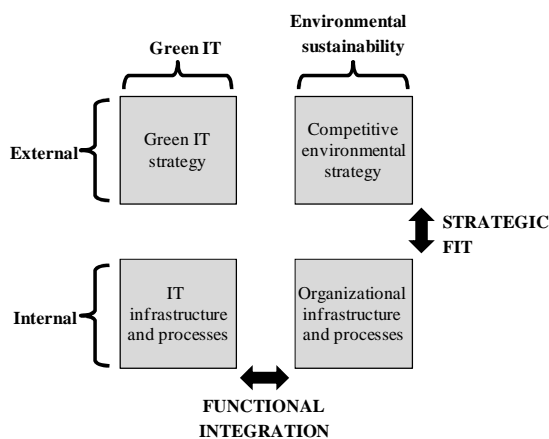 Environmental
sustainability
Green IT
External
Green IT
strategy
Competitive
environmental
strategy
STRATEGIC
FIT
Internal
IT
infrastructure
and processes
Organizational
infrastructure
and processes
FUNCTIONAL
INTEGRATION